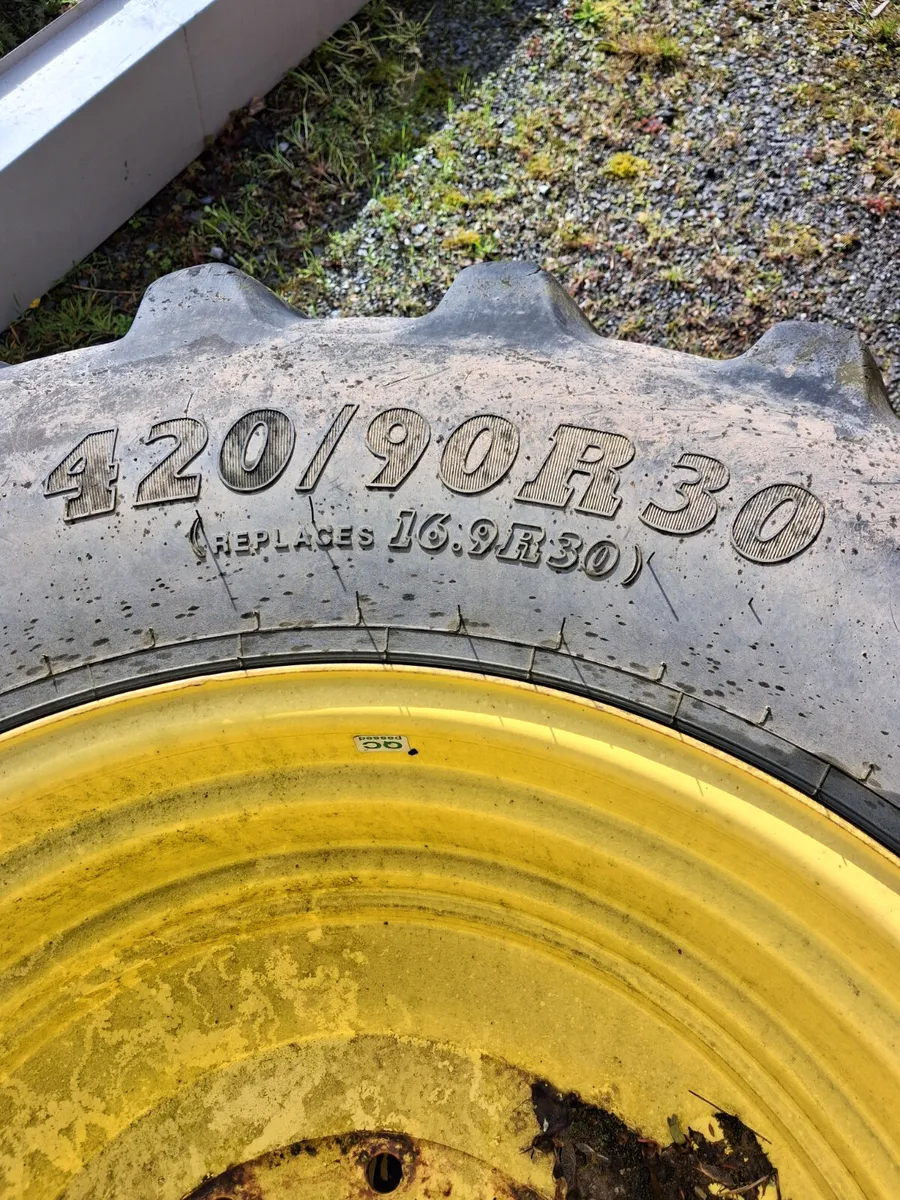 420/90R30
(REPLACES 16.9R30)
QC
passed